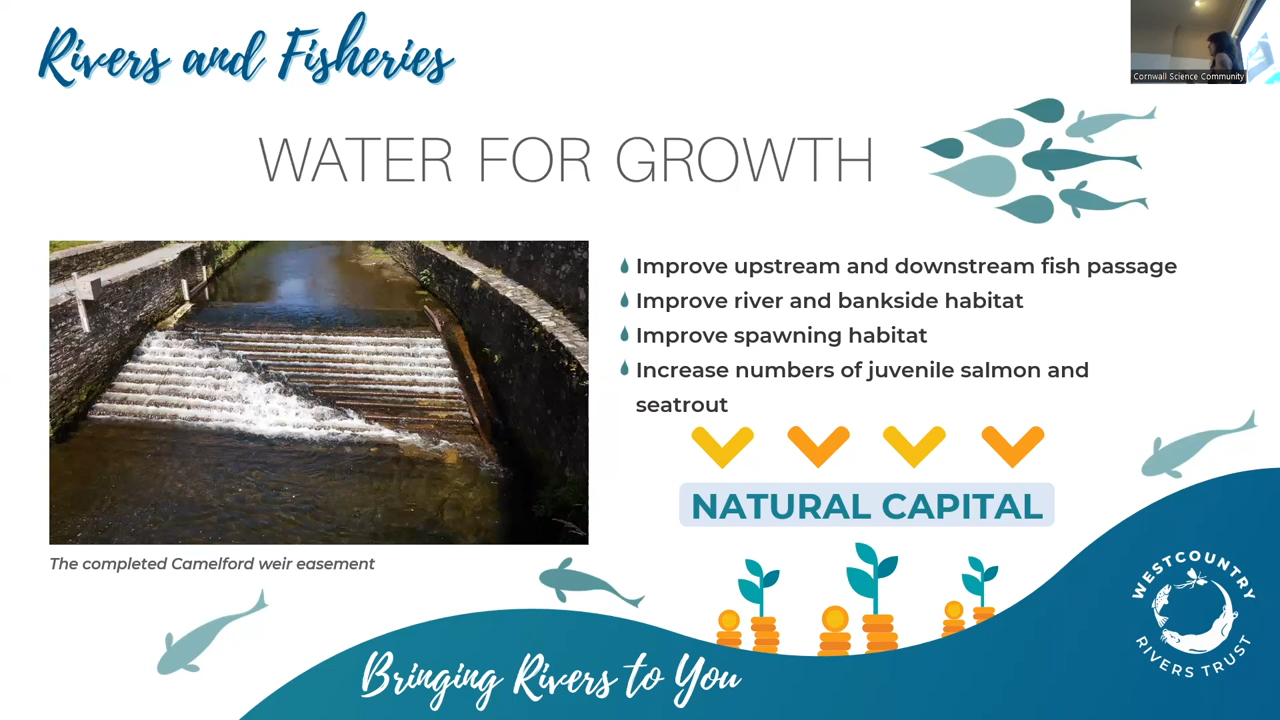 Rivers and Fisheries
Cornwall Science Community
WATER FOR GROWTH
Improve upstream and downstream fish passage
Improve river and bankside habitat
Improve spawning habitat
Increase numbers of juvenile salmon and
seatrout
NATURAL CAPITAL
The completed Camelford weir easement
WESTCOUNTRY
RIVERS TRUST
Bringing Rivers to You